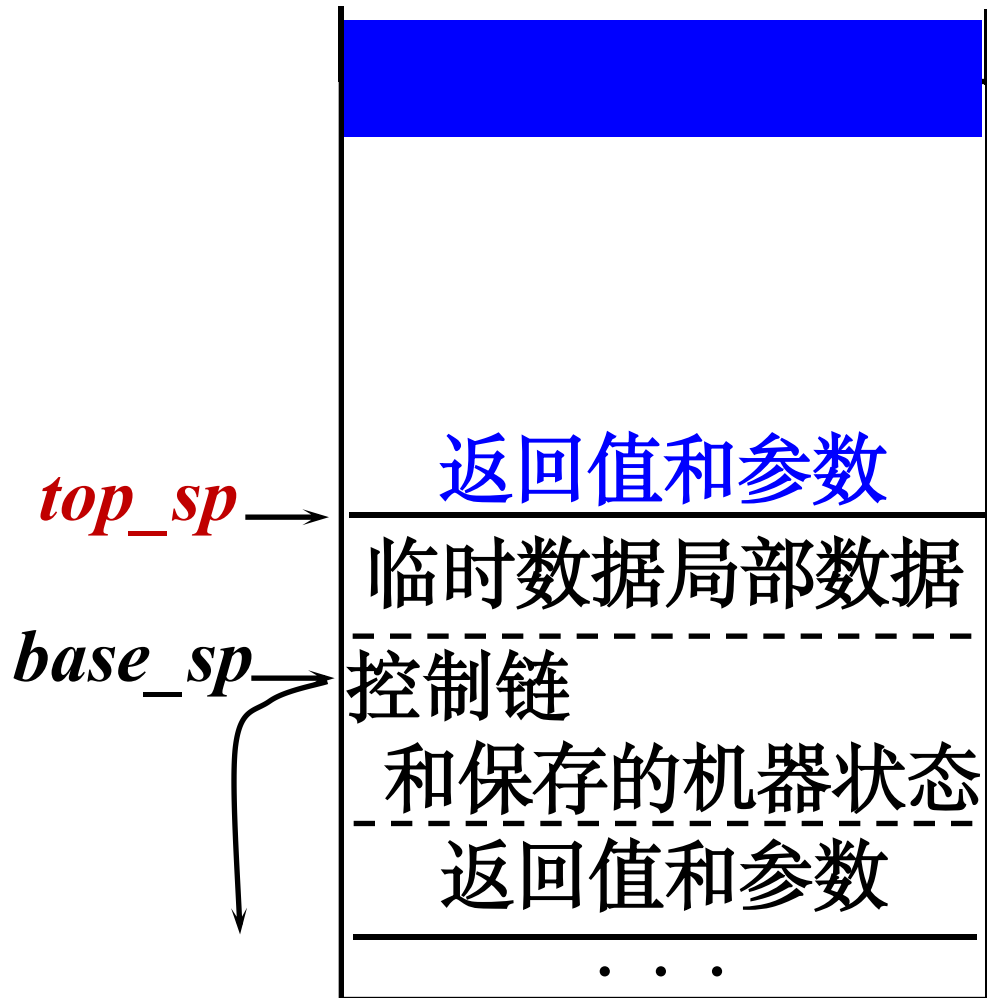 返回值和参数
top_sp
临时数据局部数据
base_sp
控制链
和保存的机器状态
返回值和参数
. . .